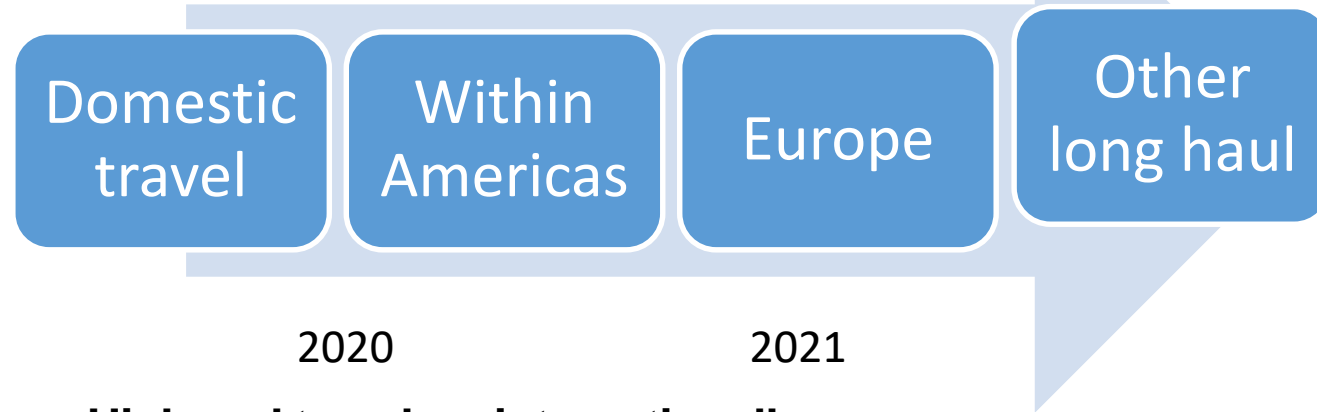 Domestic
travel
Within
Americas
Europe
Other
long haul
2020
2021